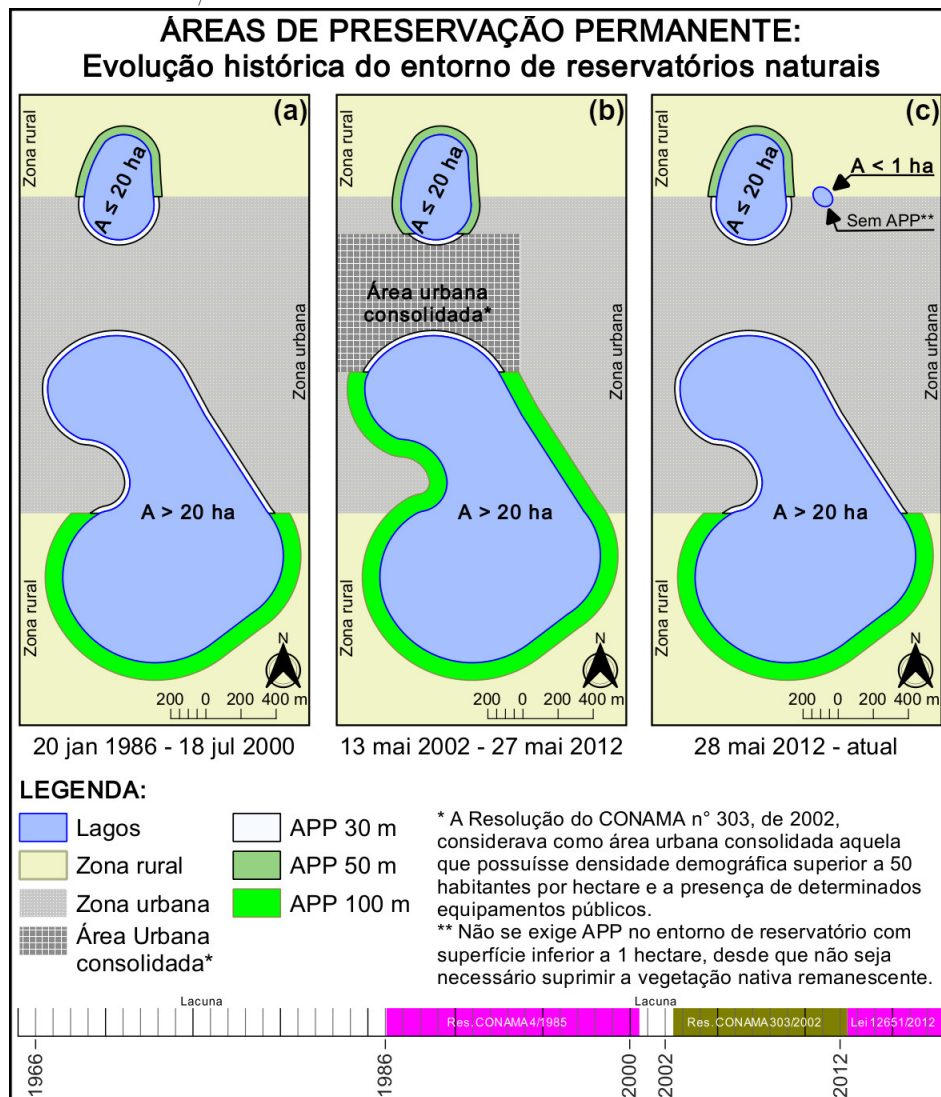 ÁREAS DE PRESERVAÇÃO PERMANENTE:
Evolução histórica do entorno de reservatórios naturais
(a)
Zona rural
A ≤ 20 ha
A > 20 ha
Zona rural
N
200 0 200 400 m
20 jan 1986 - 18 jul 2000
(b)
Zona rural
A ≤ 20 ha
Área urbana
consolidada*
Zona urbana
A > 20 ha
Zona rural
N
200 0 200 400 m
13 mai 2002 - 27 mai 2012
(c)
Zona rural
A ≤ 20 ha
A < 1 ha
Sem APP**
Zona urbana
A > 20 ha
Zona rural
N
200 0 200 400 m
28 mai 2012 - atual
LEGENDA:
Lagos
Zona rural
Zona urbana
Área Urbana
consolidada*
APP 30 m
APP 50 m
APP 100 m
* A Resolução do CONAMA n° 303, de 2002,
considerava como área urbana consolidada aquela
que possuísse densidade demográfica superior a 50
habitantes por hectare e a presença de determinados
equipamentos públicos.
** Não se exige APP no entorno de reservatório com
superfície inferior a 1 hectare, desde que não seja
necessário suprimir a vegetação nativa remanescente.
Lacuna
Lacuna
Res. CONAMA 4/1985
Res. CONAMA 303/2002
Lei 12651/2012
1966
1986
2000
2002
2012